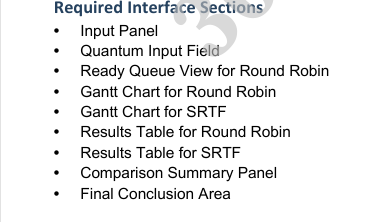 Required Interface Sections
• Input Panel
• Quantum Input Field
• Ready Queue View for Round Robin
• Gantt Chart for Round Robin
• Gantt Chart for SRTF
• Results Table for Round Robin
• Results Table for SRTF
• Comparison Summary Panel
• Final Conclusion Area